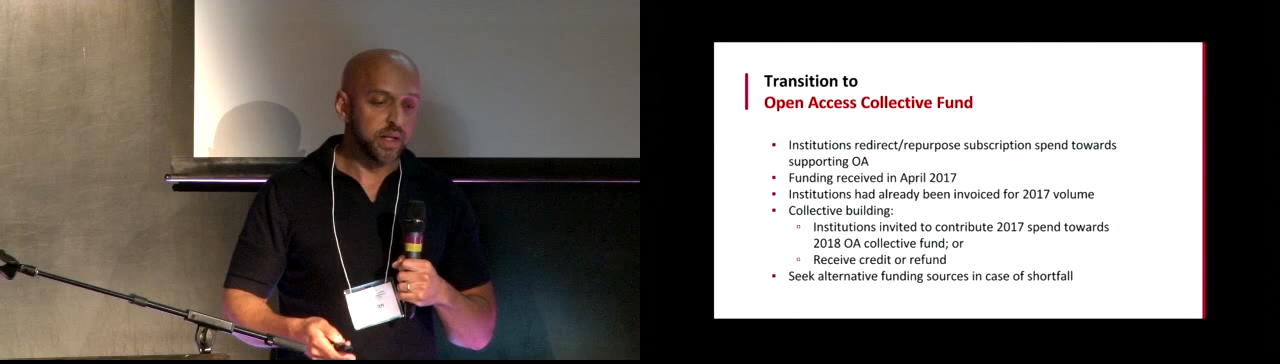 Transition to
Open Access Collective Fund
Institutions redirect/repurpose subscription spend towards
supporting OA
Funding received in April 2017
Institutions had already been invoiced for 2017 volume
Collective building:
Institutions invited to contribute 2017 spend towards
2018 OA collective fund; or
Receive credit or refund
Seek alternative funding sources in case of shortfall